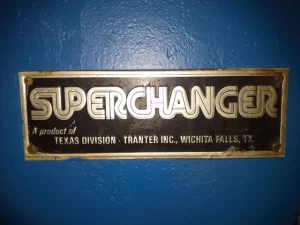 SUPERCHANGER
A product of
TEXAS DIVISION - TRANTER INC., WICHITA FALLS, TX.